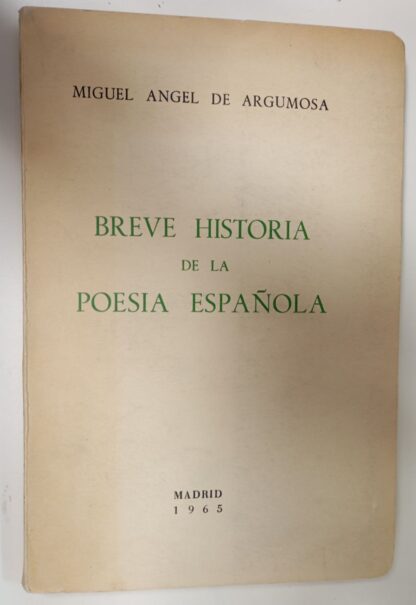 MIGUEL ANGEL DE ARGUMOSA
BREVE HISTORIA
DE LA
POESIA ESPAÑOLA
MADRID
1965